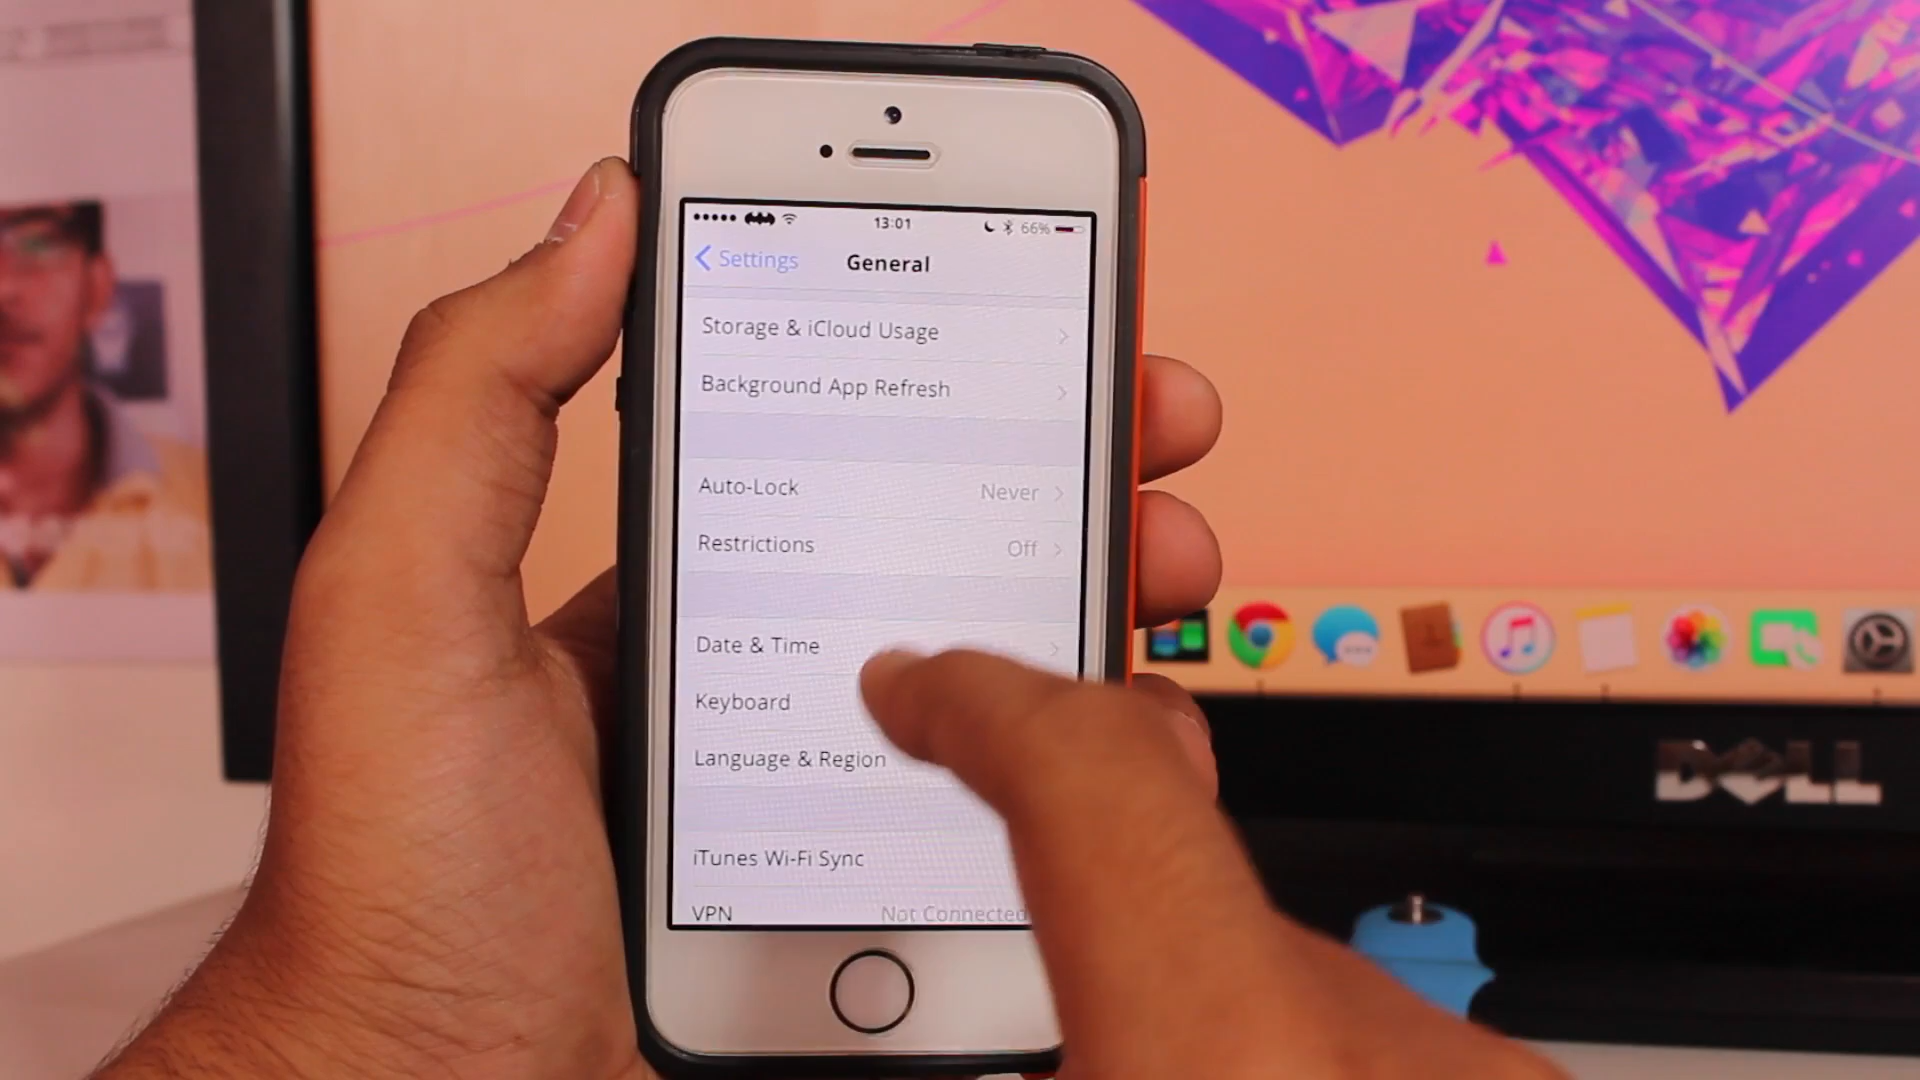 13:01
66%
Settings
General
Storage & iCloud Usage
Background App Refresh
Auto-Lock Never
Restrictions Off
Date & Time
Keyboard
Language & Region
iTunes Wi-Fi Sync
VPN Not Connected
DELL